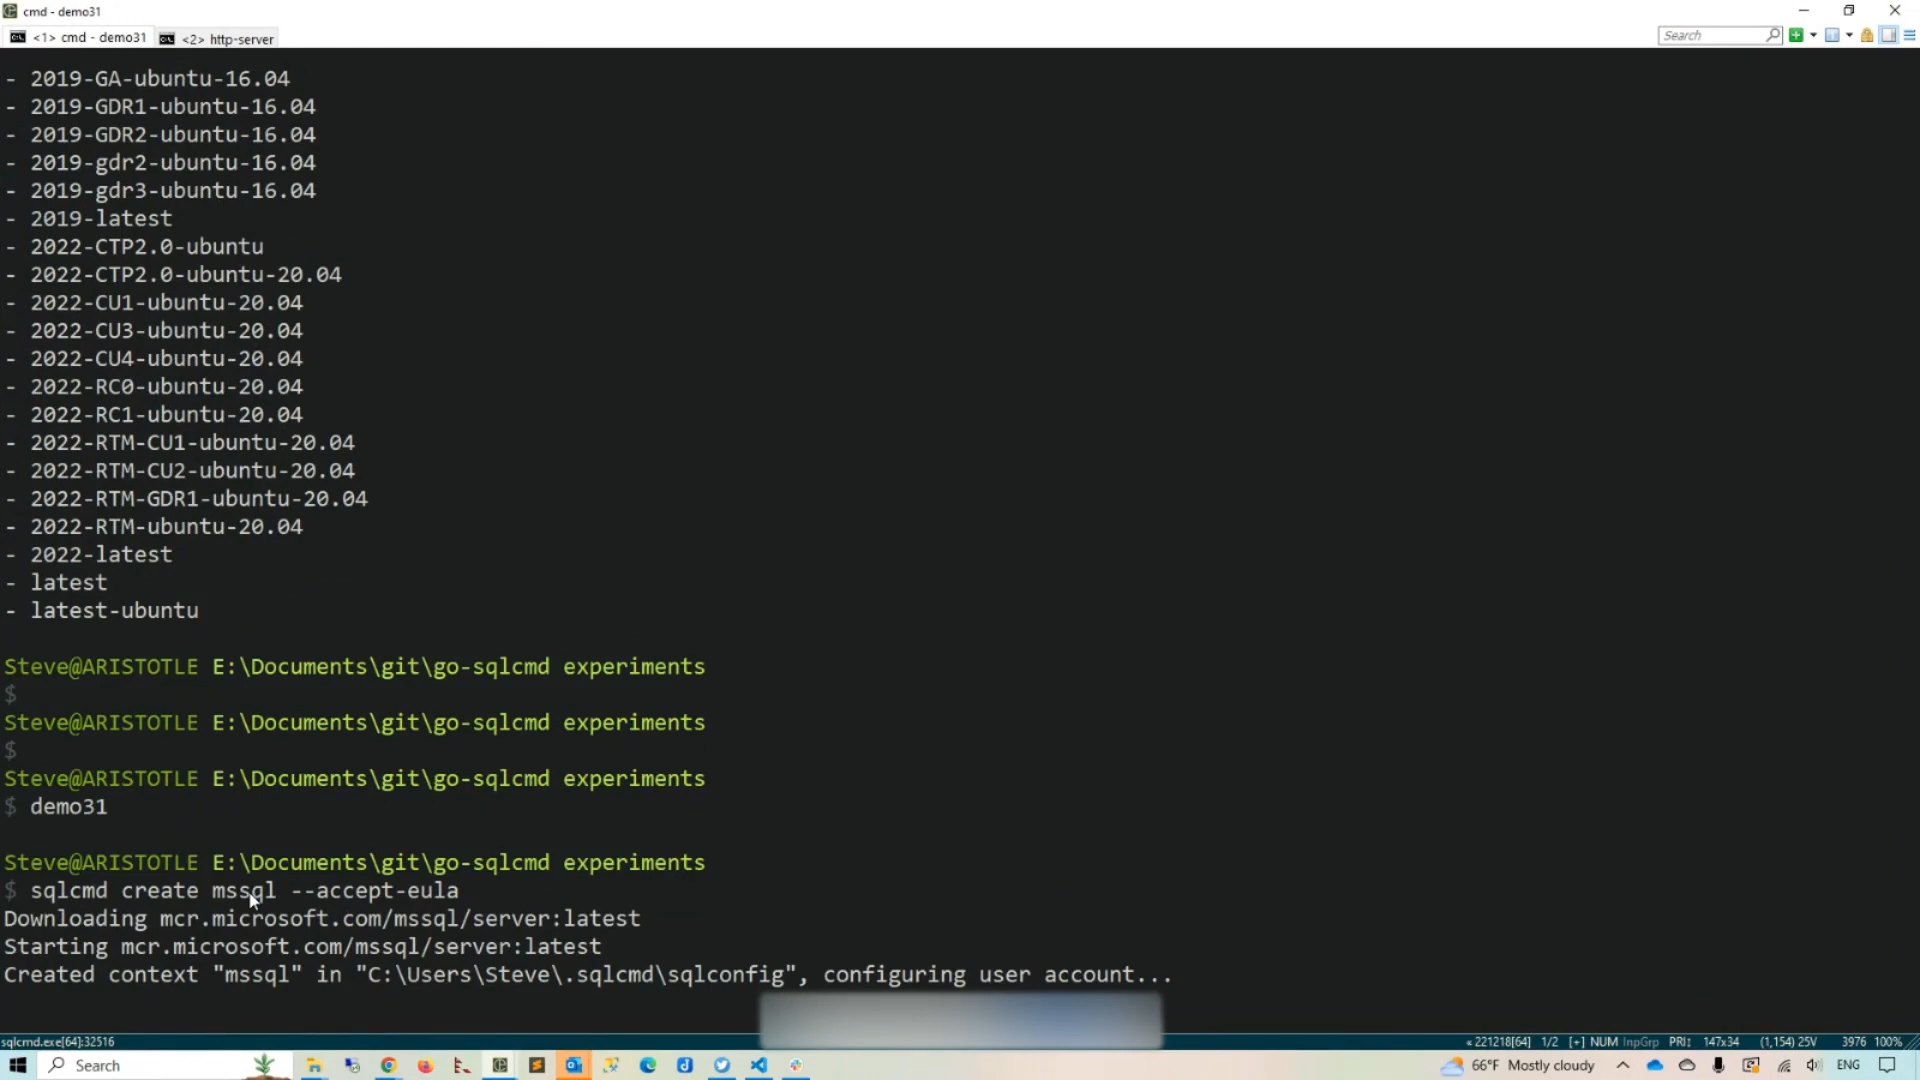 cmd - demo31
<1> cmd - demo31 <2> http-server Search
- 2019-GA-ubuntu-16.04
- 2019-GDR1-ubuntu-16.04
- 2019-GDR2-ubuntu-16.04
- 2019-gdr2-ubuntu-16.04
- 2019-gdr3-ubuntu-16.04
- 2019-latest
- 2022-CTP2.0-ubuntu
- 2022-CTP2.0-ubuntu-20.04
- 2022-CU1-ubuntu-20.04
- 2022-CU3-ubuntu-20.04
- 2022-CU4-ubuntu-20.04
- 2022-RC0-ubuntu-20.04
- 2022-RC1-ubuntu-20.04
- 2022-RTM-CU1-ubuntu-20.04
- 2022-RTM-CU2-ubuntu-20.04
- 2022-RTM-GDR1-ubuntu-20.04
- 2022-RTM-ubuntu-20.04
- 2022-latest
- latest
- latest-ubuntu
Steve@ARISTOTLE E:\Documents\git\go-sqlcmd experiments
$
Steve@ARISTOTLE E:\Documents\git\go-sqlcmd experiments
$
Steve@ARISTOTLE E:\Documents\git\go-sqlcmd experiments
$ demo31
Steve@ARISTOTLE E:\Documents\git\go-sqlcmd experiments
$ sqlcmd create mssql --accept-eula
Downloading mcr.microsoft.com/mssql/server:latest
Starting mcr.microsoft.com/mssql/server:latest
Created context "mssql" in "C:\Users\Steve\.sqlcmd\sqlconfig", configuring user account...
sqlcmd.exe[64]:32516 « 221218[64] 1/2 [+] NUM InpGrp PRI↕ 147x34 (1,154) 25V 3976 100%
Search 66°F Mostly cloudy ENG